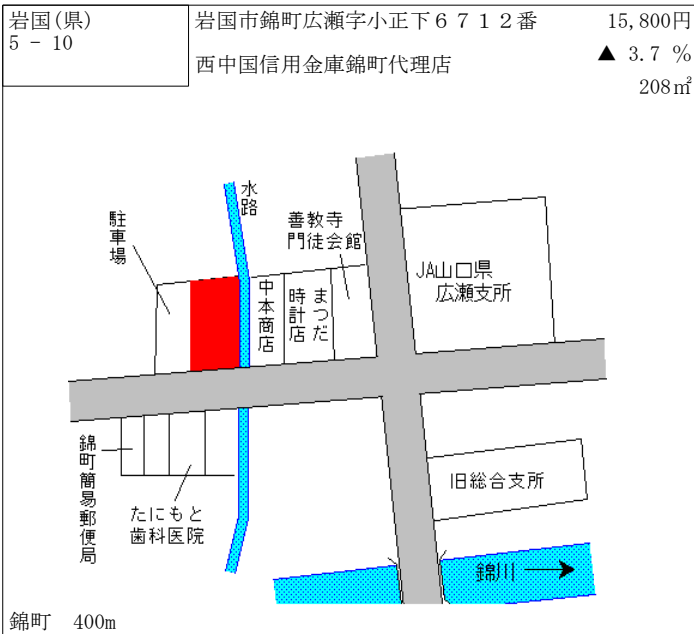 岩国(県)
5 - 10
岩国市錦町広瀬字小正下６７１２番
西中国信用金庫錦町代理店
15,800円
▲ 3.7 %
208㎡
水路
駐車場
善教寺
門徒会館
JA山口県
広瀬支所
中本商店
まつだ
時計店
錦町簡易郵便局
たにもと
歯科医院
旧総合支所
錦川
錦町　400m